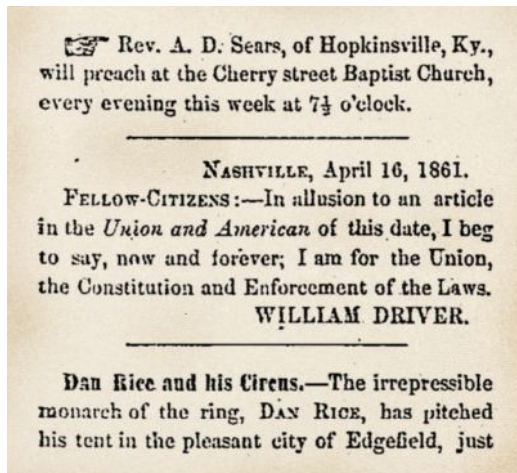 ☞ Rev. A. D. Sears, of Hopkinsville, Ky.,
will preach at the Cherry street Baptist Church,
every evening this week at 7½ o'clock.
NASHVILLE, April 16, 1861.
FELLOW-CITIZENS:—In allusion to an article
in the Union and American of this date, I beg
to say, now and forever; I am for the Union,
the Constitution and Enforcement of the Laws.
WILLIAM DRIVER.
Dan Rice and his Circus.—The irrepressible
monarch of the ring, DAN RICE, has pitched
his tent in the pleasant city of Edgefield, just